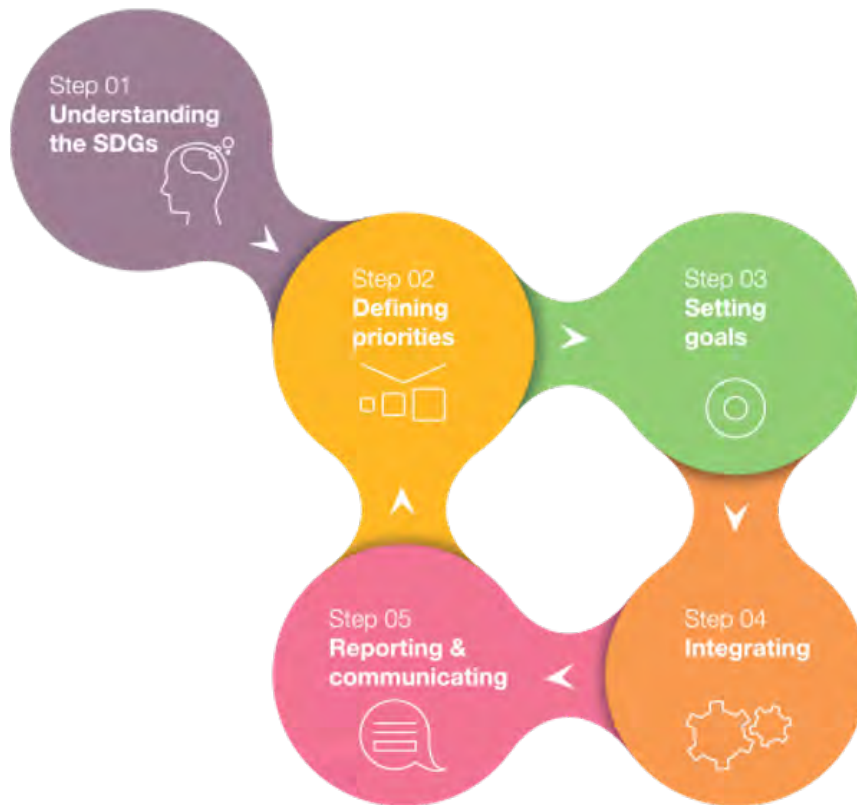 Step 01
Understanding
the SDGs
Step 02
Defining
priorities
Step 03
Setting
goals
Step 04
Integrating
Step 05
Reporting &
communicating